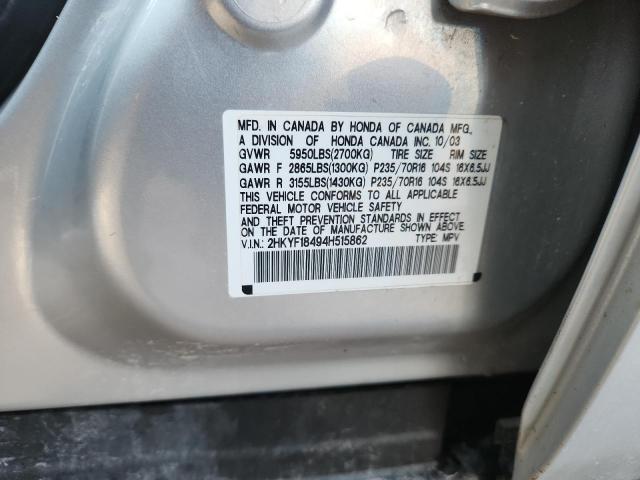 MFD. IN CANADA BY HONDA OF CANADA MFG.,
A DIVISION OF HONDA CANADA INC. 10/03
GVWR 5950LBS(2700KG) TIRE SIZE RIM SIZE
GAWR F 2865LBS(1300KG) P235/70R16 104S 16X6.5JJ
GAWR R 3155LBS(1430KG) P235/70R16 104S 16X6.5JJ
THIS VEHICLE CONFORMS TO ALL APPLICABLE
FEDERAL MOTOR VEHICLE SAFETY
AND THEFT PREVENTION STANDARDS IN EFFECT
ON THE DATE OF MANUFACTURE SHOWN ABOVE.
V.I.N.: 2HKYF18494H515862 TYPE: MPV